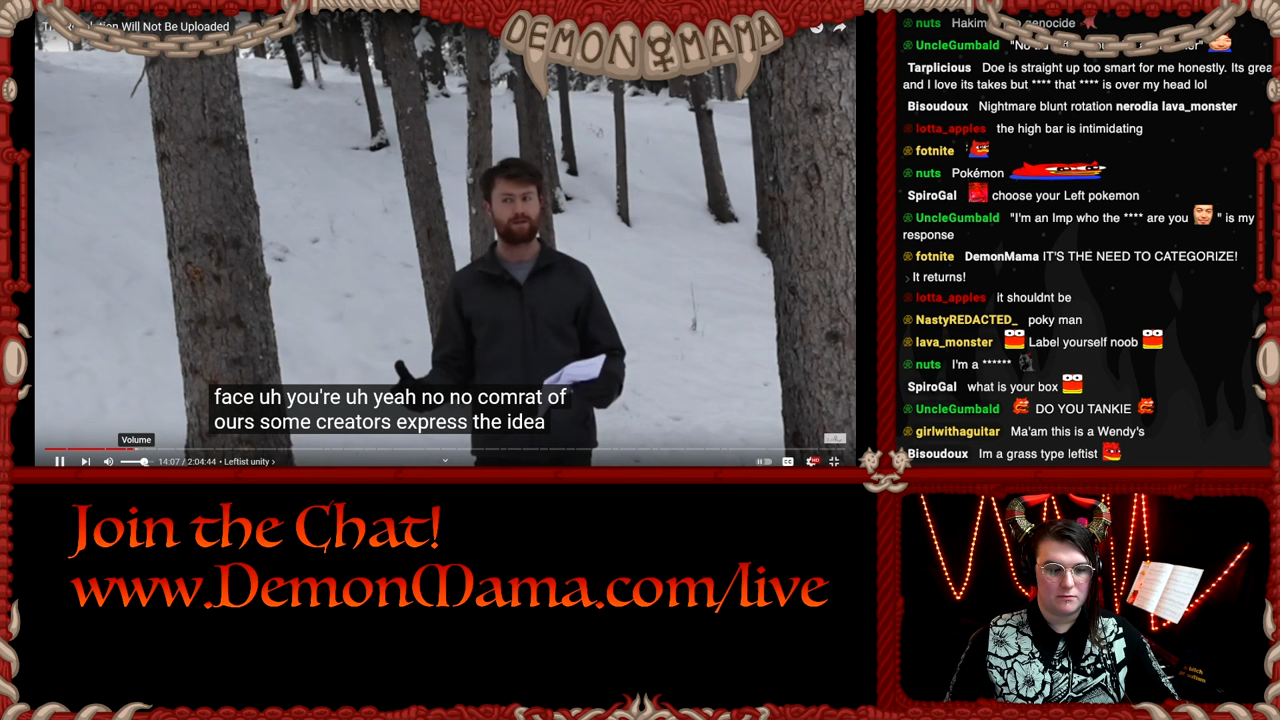 Will Not Be Uploaded
DEMON MAMA
face uh you're uh yeah no no comrat of
ours some creators express the idea
Volume
14:07 / 2:04:44 • Leftist unity ›
CC
HD
nuts Hakim genocide
UncleGumbald
Tarplicious Doe is straight up too smart for me honestly. Its grea
and I love its takes but **** that **** is over my head lol
Bisoudoux Nightmare blunt rotation nerodia lava_monster
lotta_apples the high bar is intimidating
fotnite
nuts Pokémon
SpiroGal choose your Left pokemon
UncleGumbald "I'm an Imp who the **** are you " is my
response
fotnite DemonMama IT'S THE NEED TO CATEGORIZE!
› It returns!
lotta_apples it shouldnt be
NastyREDACTED_ poky man
lava_monster Label yourself noob
nuts I'm a ******
SpiroGal what is your box
UncleGumbald DO YOU TANKIE
girlwithaguitar Ma'am this is a Wendy's
Bisoudoux Im a grass type leftist
Join the Chat!
www.DemonMama.com/live